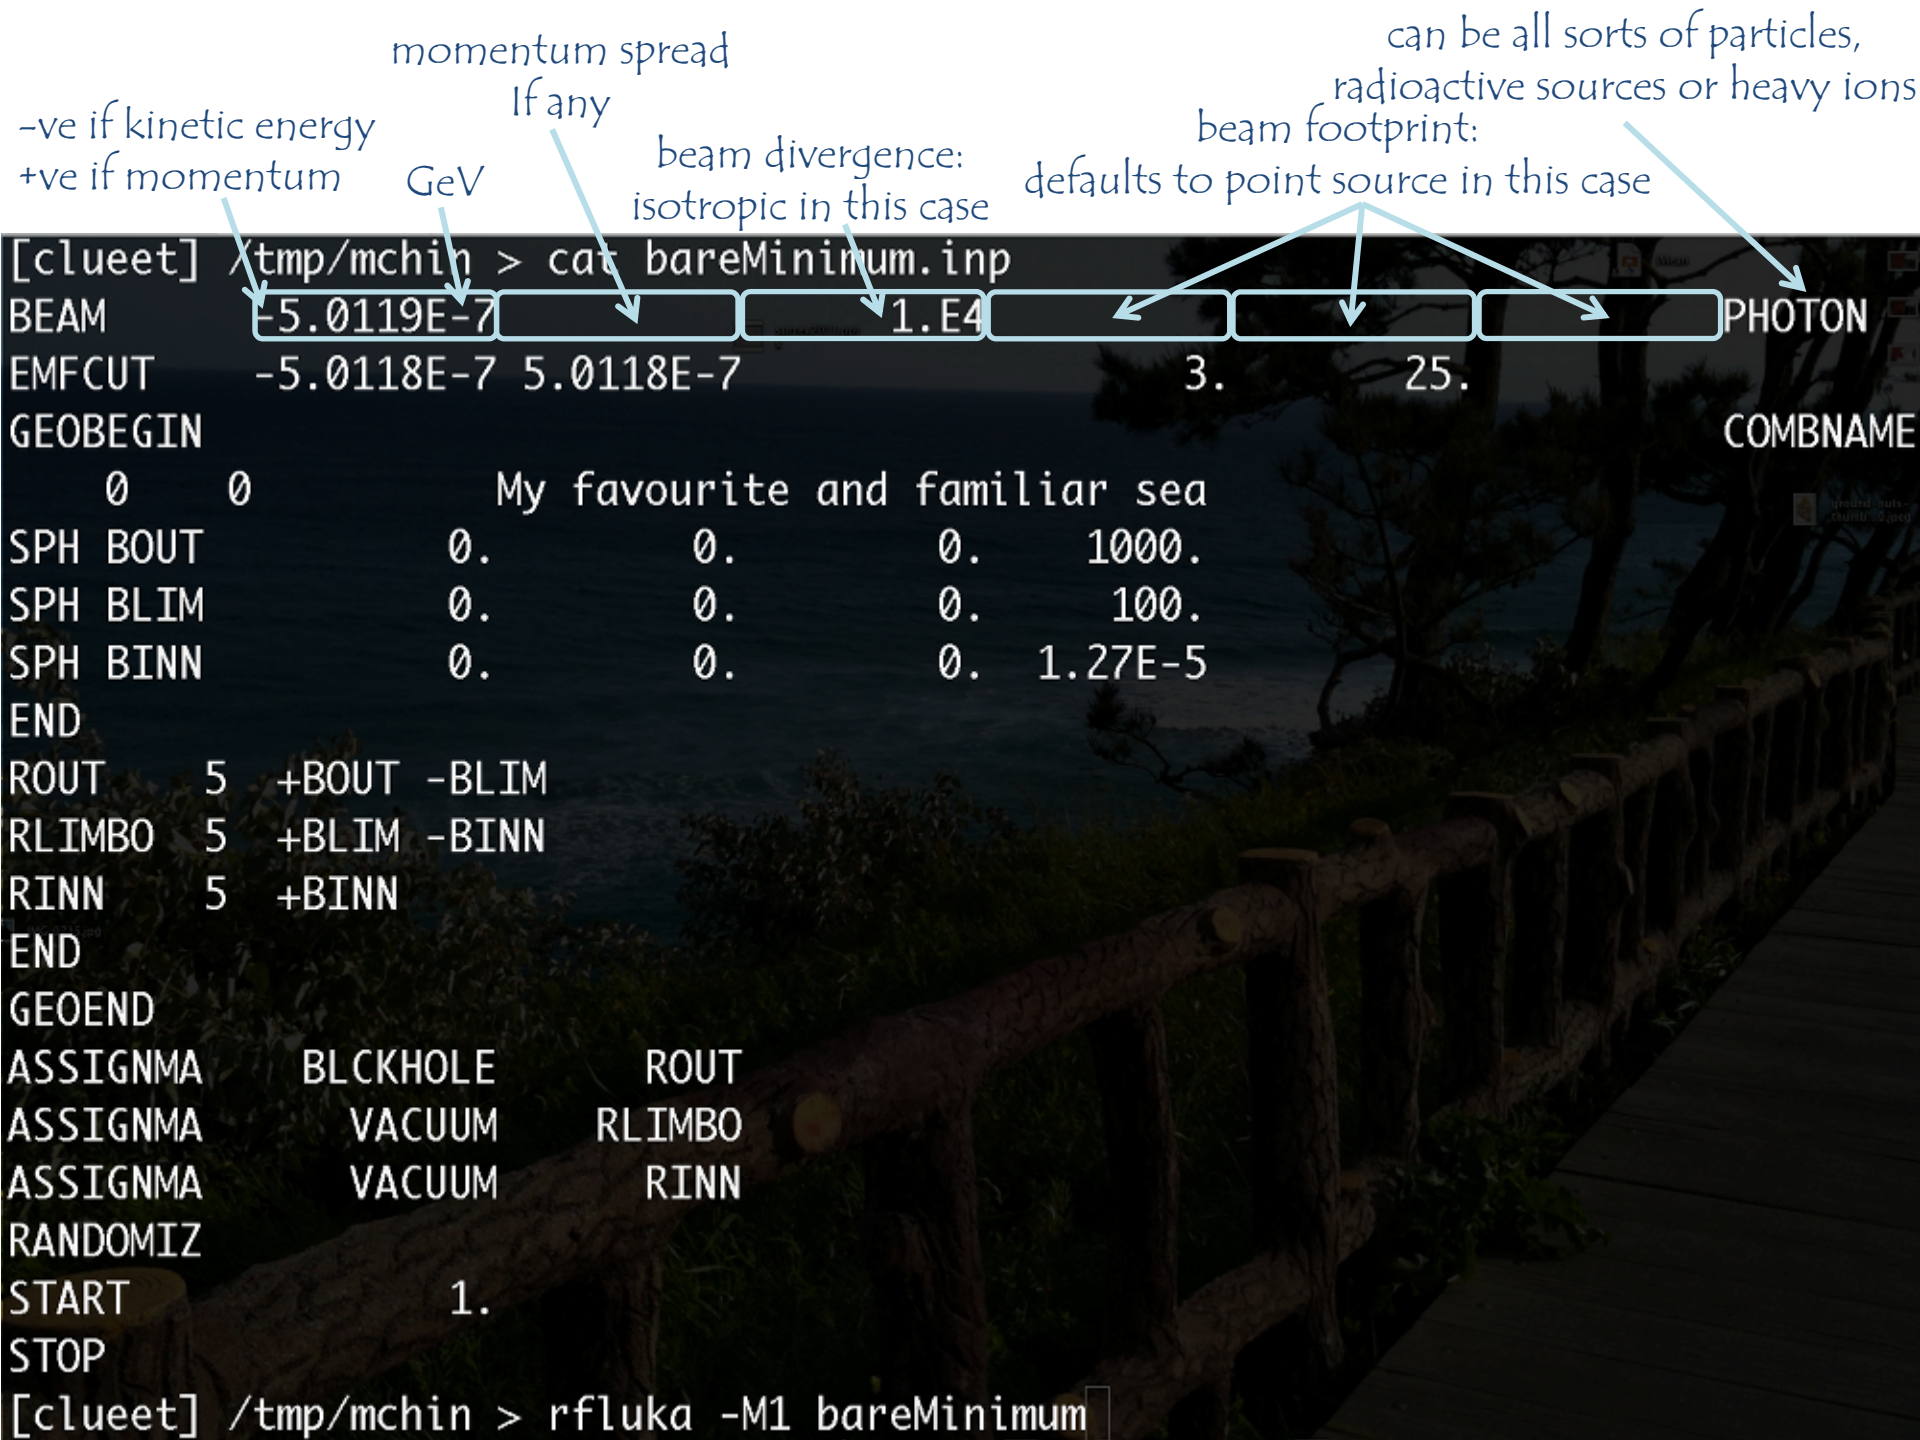 can be all sorts of particles,
radioactive sources or heavy ions
momentum spread
If any
-ve if kinetic energy
+ve if momentum
GeV
beam divergence:
isotropic in this case
beam footprint:
defaults to point source in this case
[clueet] /tmp/mchin > cat bareMinimum.inp
BEAM -5.0119E-7 1.E4 PHOTON
EMFCUT -5.0118E-7 5.0118E-7 3. 25.
GEOBEGIN COMBNAME
0 0 My favourite and familiar sea
SPH BOUT 0. 0. 0. 1000.
SPH BLIM 0. 0. 0. 100.
SPH BINN 0. 0. 0. 1.27E-5
END
ROUT 5 +BOUT -BLIM
RLIMBO 5 +BLIM -BINN
RINN 5 +BINN
END
GEOEND
ASSIGNMA BLCKHOLE ROUT
ASSIGNMA VACUUM RLIMBO
ASSIGNMA VACUUM RINN
RANDOMIZ
START 1.
STOP
[clueet] /tmp/mchin > rfluka -M1 bareMinimum